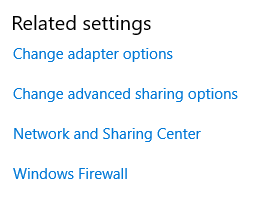 Related settings
Change adapter options
Change advanced sharing options
Network and Sharing Center
Windows Firewall